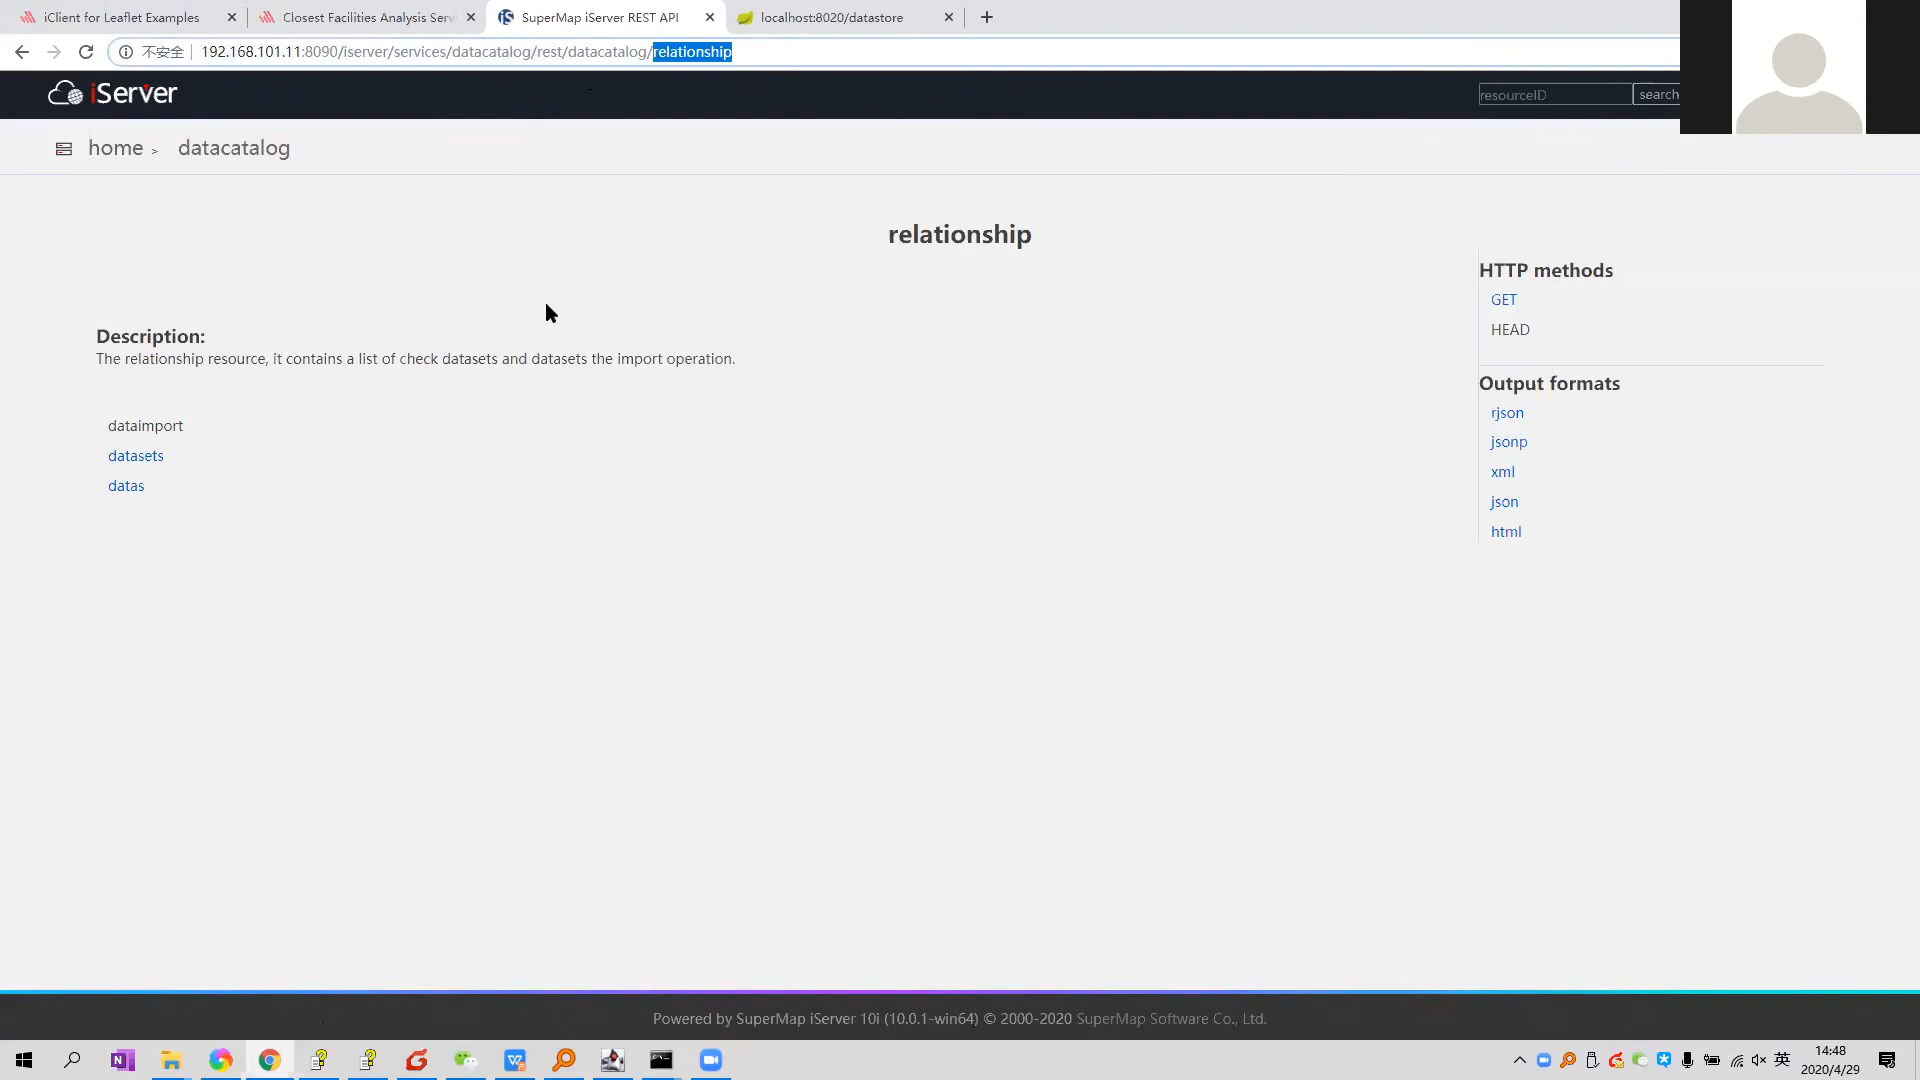 iClient for Leaflet Examples
Closest Facilities Analysis Serv
SuperMap iServer REST API
localhost:8020/datastore
不安全
192.168.101.11:8090/iserver/services/datacatalog/rest/datacatalog/relationship
iServer
resourceID
search
home > datacatalog
relationship
HTTP methods
GET
HEAD
Description:
The relationship resource, it contains a list of check datasets and datasets the import operation.
Output formats
rjson
jsonp
xml
json
html
dataimport
datasets
datas
Powered by SuperMap iServer 10i (10.0.1-win64) © 2000-2020 SuperMap Software Co., Ltd.
英
14:48
2020/4/29